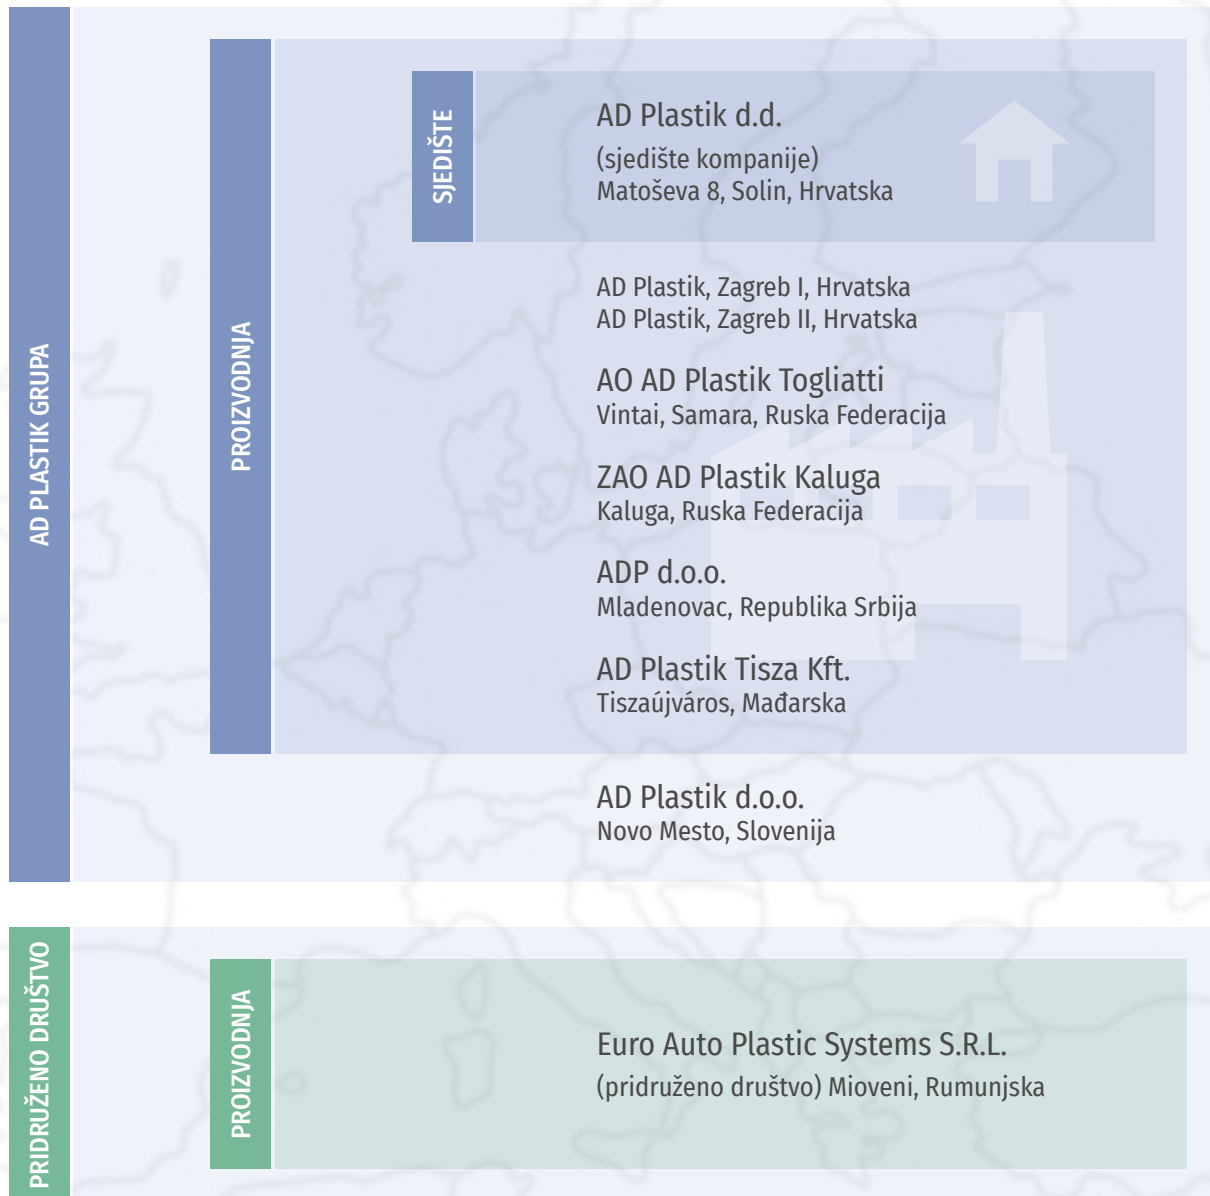 AD PLASTIK GRUPA
PROIZVODNJA
SJEDIŠTE
AD Plastik d.d.
(sjedište kompanije)
Matoševa 8, Solin, Hrvatska
AD Plastik, Zagreb I, Hrvatska
AD Plastik, Zagreb II, Hrvatska
AO AD Plastik Togliatti
Vintai, Samara, Ruska Federacija
ZAO AD Plastik Kaluga
Kaluga, Ruska Federacija
ADP d.o.o.
Mladenovac, Republika Srbija
AD Plastik Tisza Kft.
Tiszaújváros, Mađarska
AD Plastik d.o.o.
Novo Mesto, Slovenija
PRIDRUŽENO DRUŠTVO
PROIZVODNJA
Euro Auto Plastic Systems S.R.L.
(pridruženo društvo) Mioveni, Rumunjska